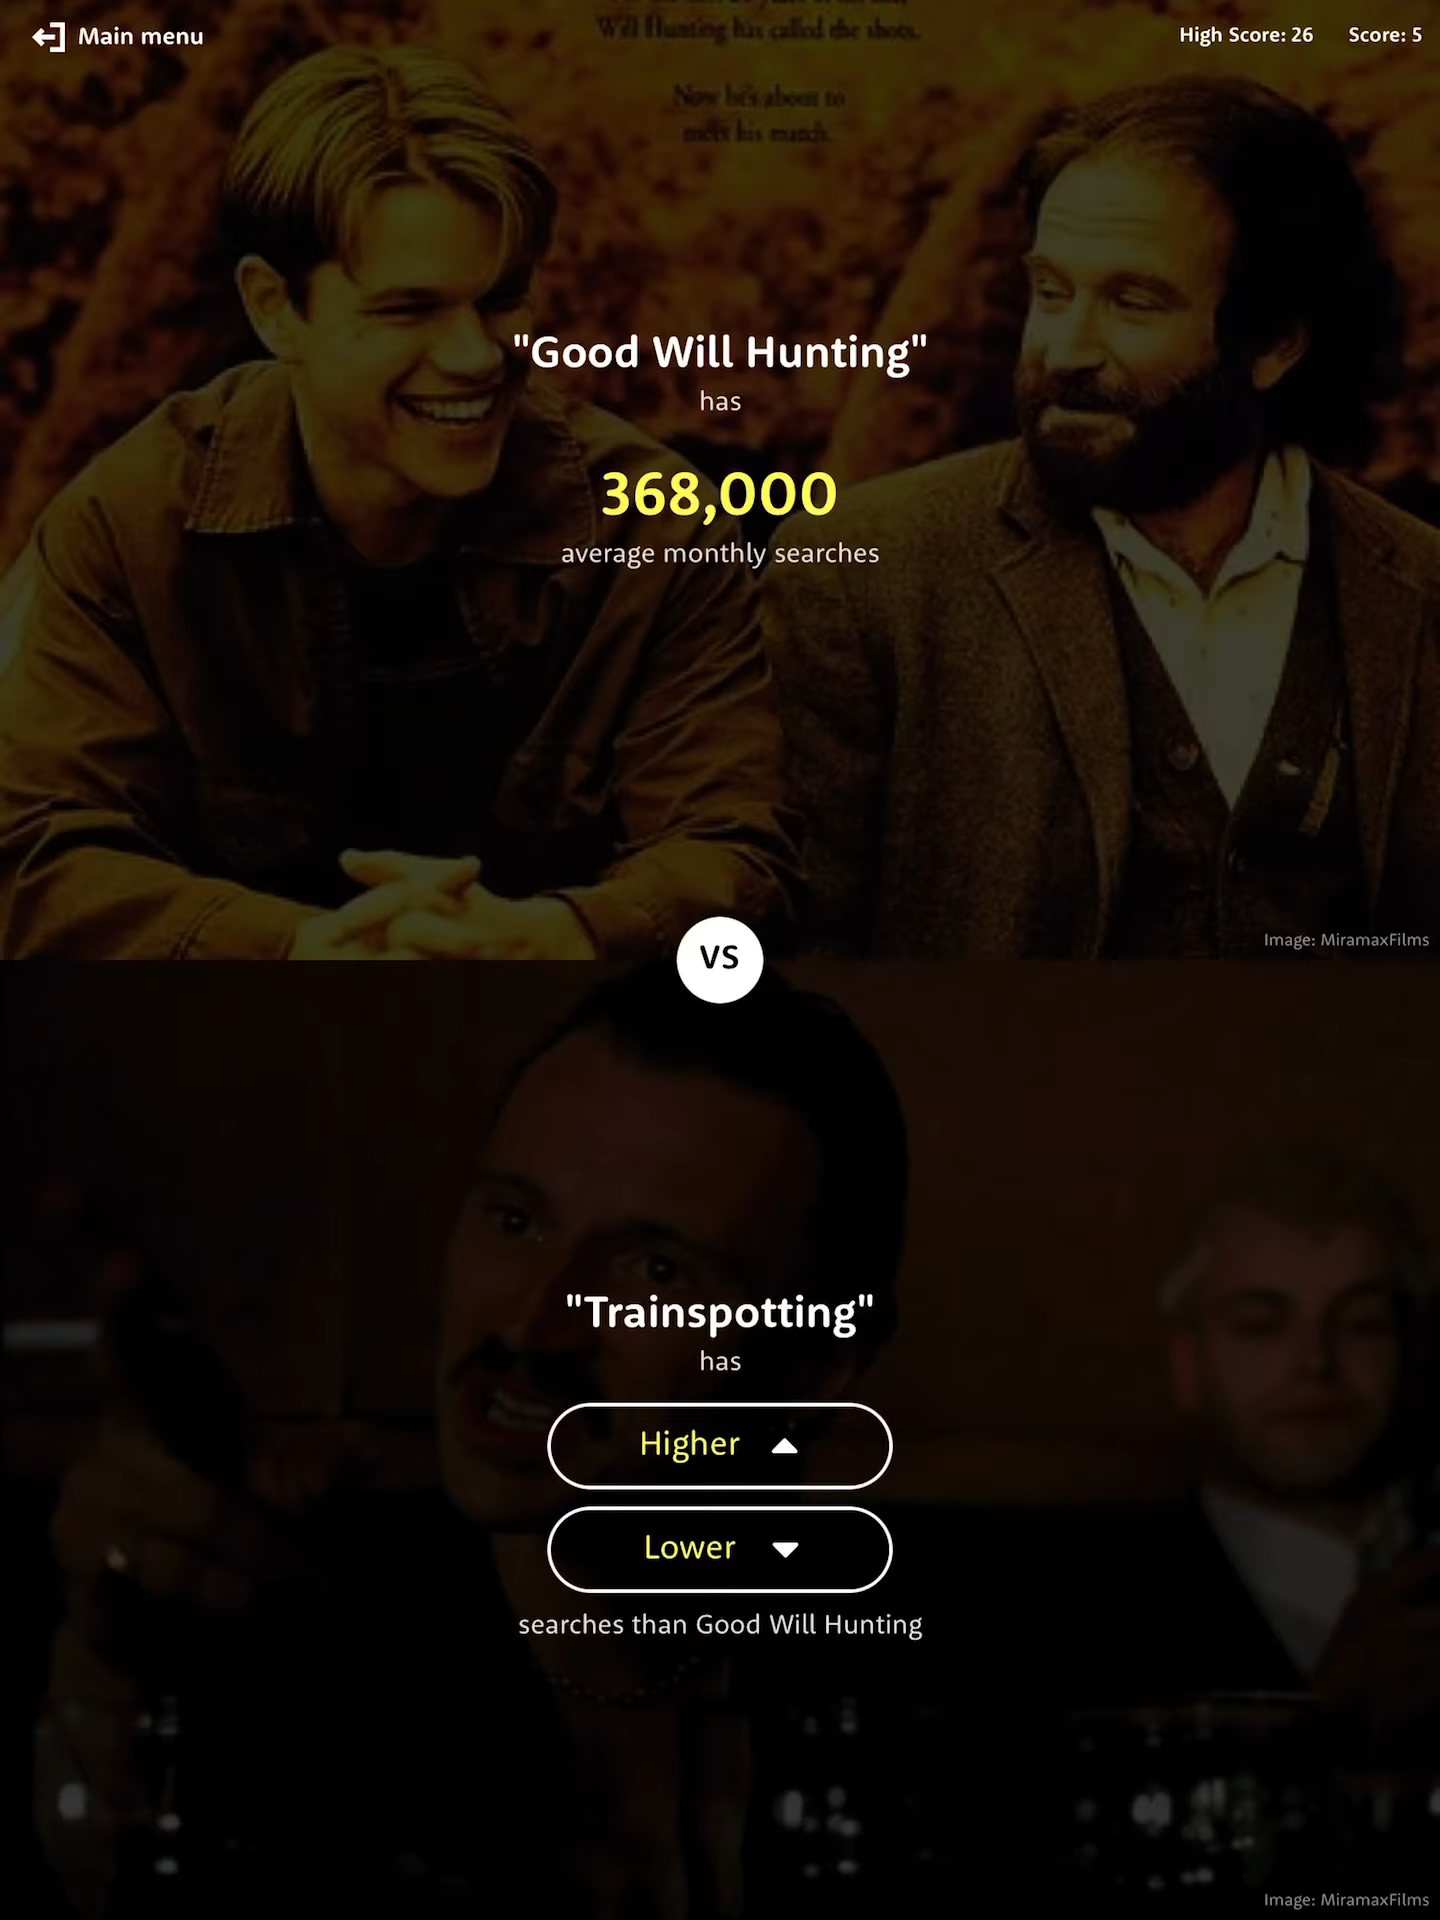 Main menu
High Score: 26
Score: 5
Will Hunting has called the shots.
Now he's about to
meet his match.
"Good Will Hunting"
has
368,000
average monthly searches
Image: MiramaxFilms
VS
"Trainspotting"
has
Higher
Lower
searches than Good Will Hunting
Image: MiramaxFilms